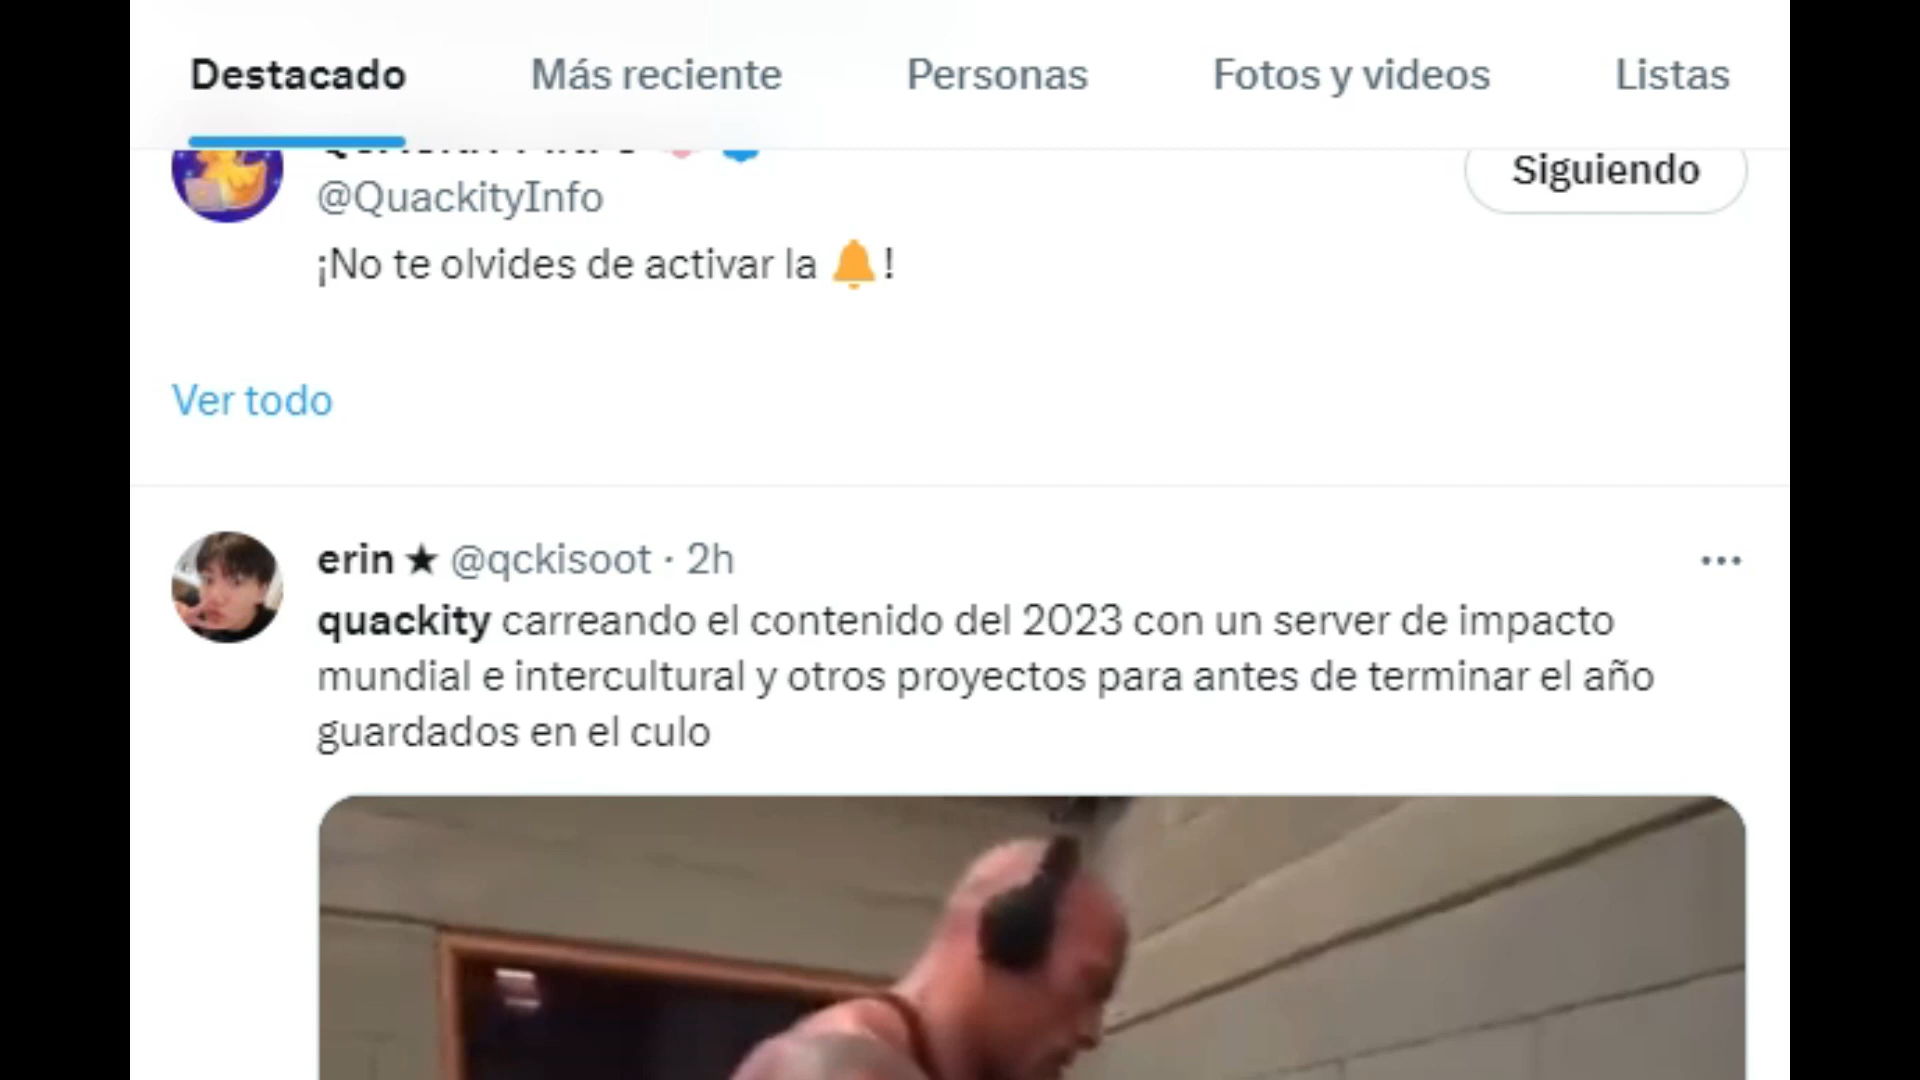 Destacado Más reciente Personas Fotos y videos Listas
@QuackityInfo
Siguiendo
¡No te olvides de activar la 🔔!
Ver todo
erin ★ @qckisoot · 2h
quackity carreando el contenido del 2023 con un server de impacto
mundial e intercultural y otros proyectos para antes de terminar el año
guardados en el culo